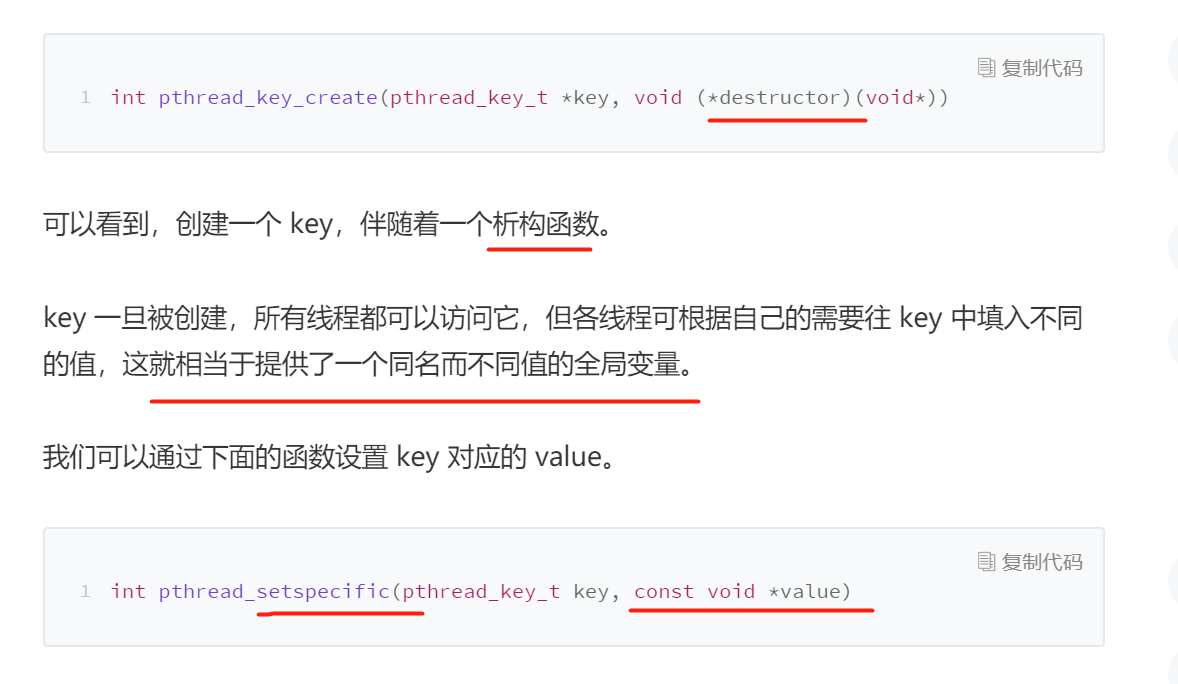 复制代码
1 int pthread_key_create(pthread_key_t *key, void (*destructor)(void*))
可以看到，创建一个 key，伴随着一个析构函数。
key 一旦被创建，所有线程都可以访问它，但各线程可根据自己的需要往 key 中填入不同
的值，这就相当于提供了一个同名而不同值的全局变量。
我们可以通过下面的函数设置 key 对应的 value。
复制代码
1 int pthread_setspecific(pthread_key_t key, const void *value)